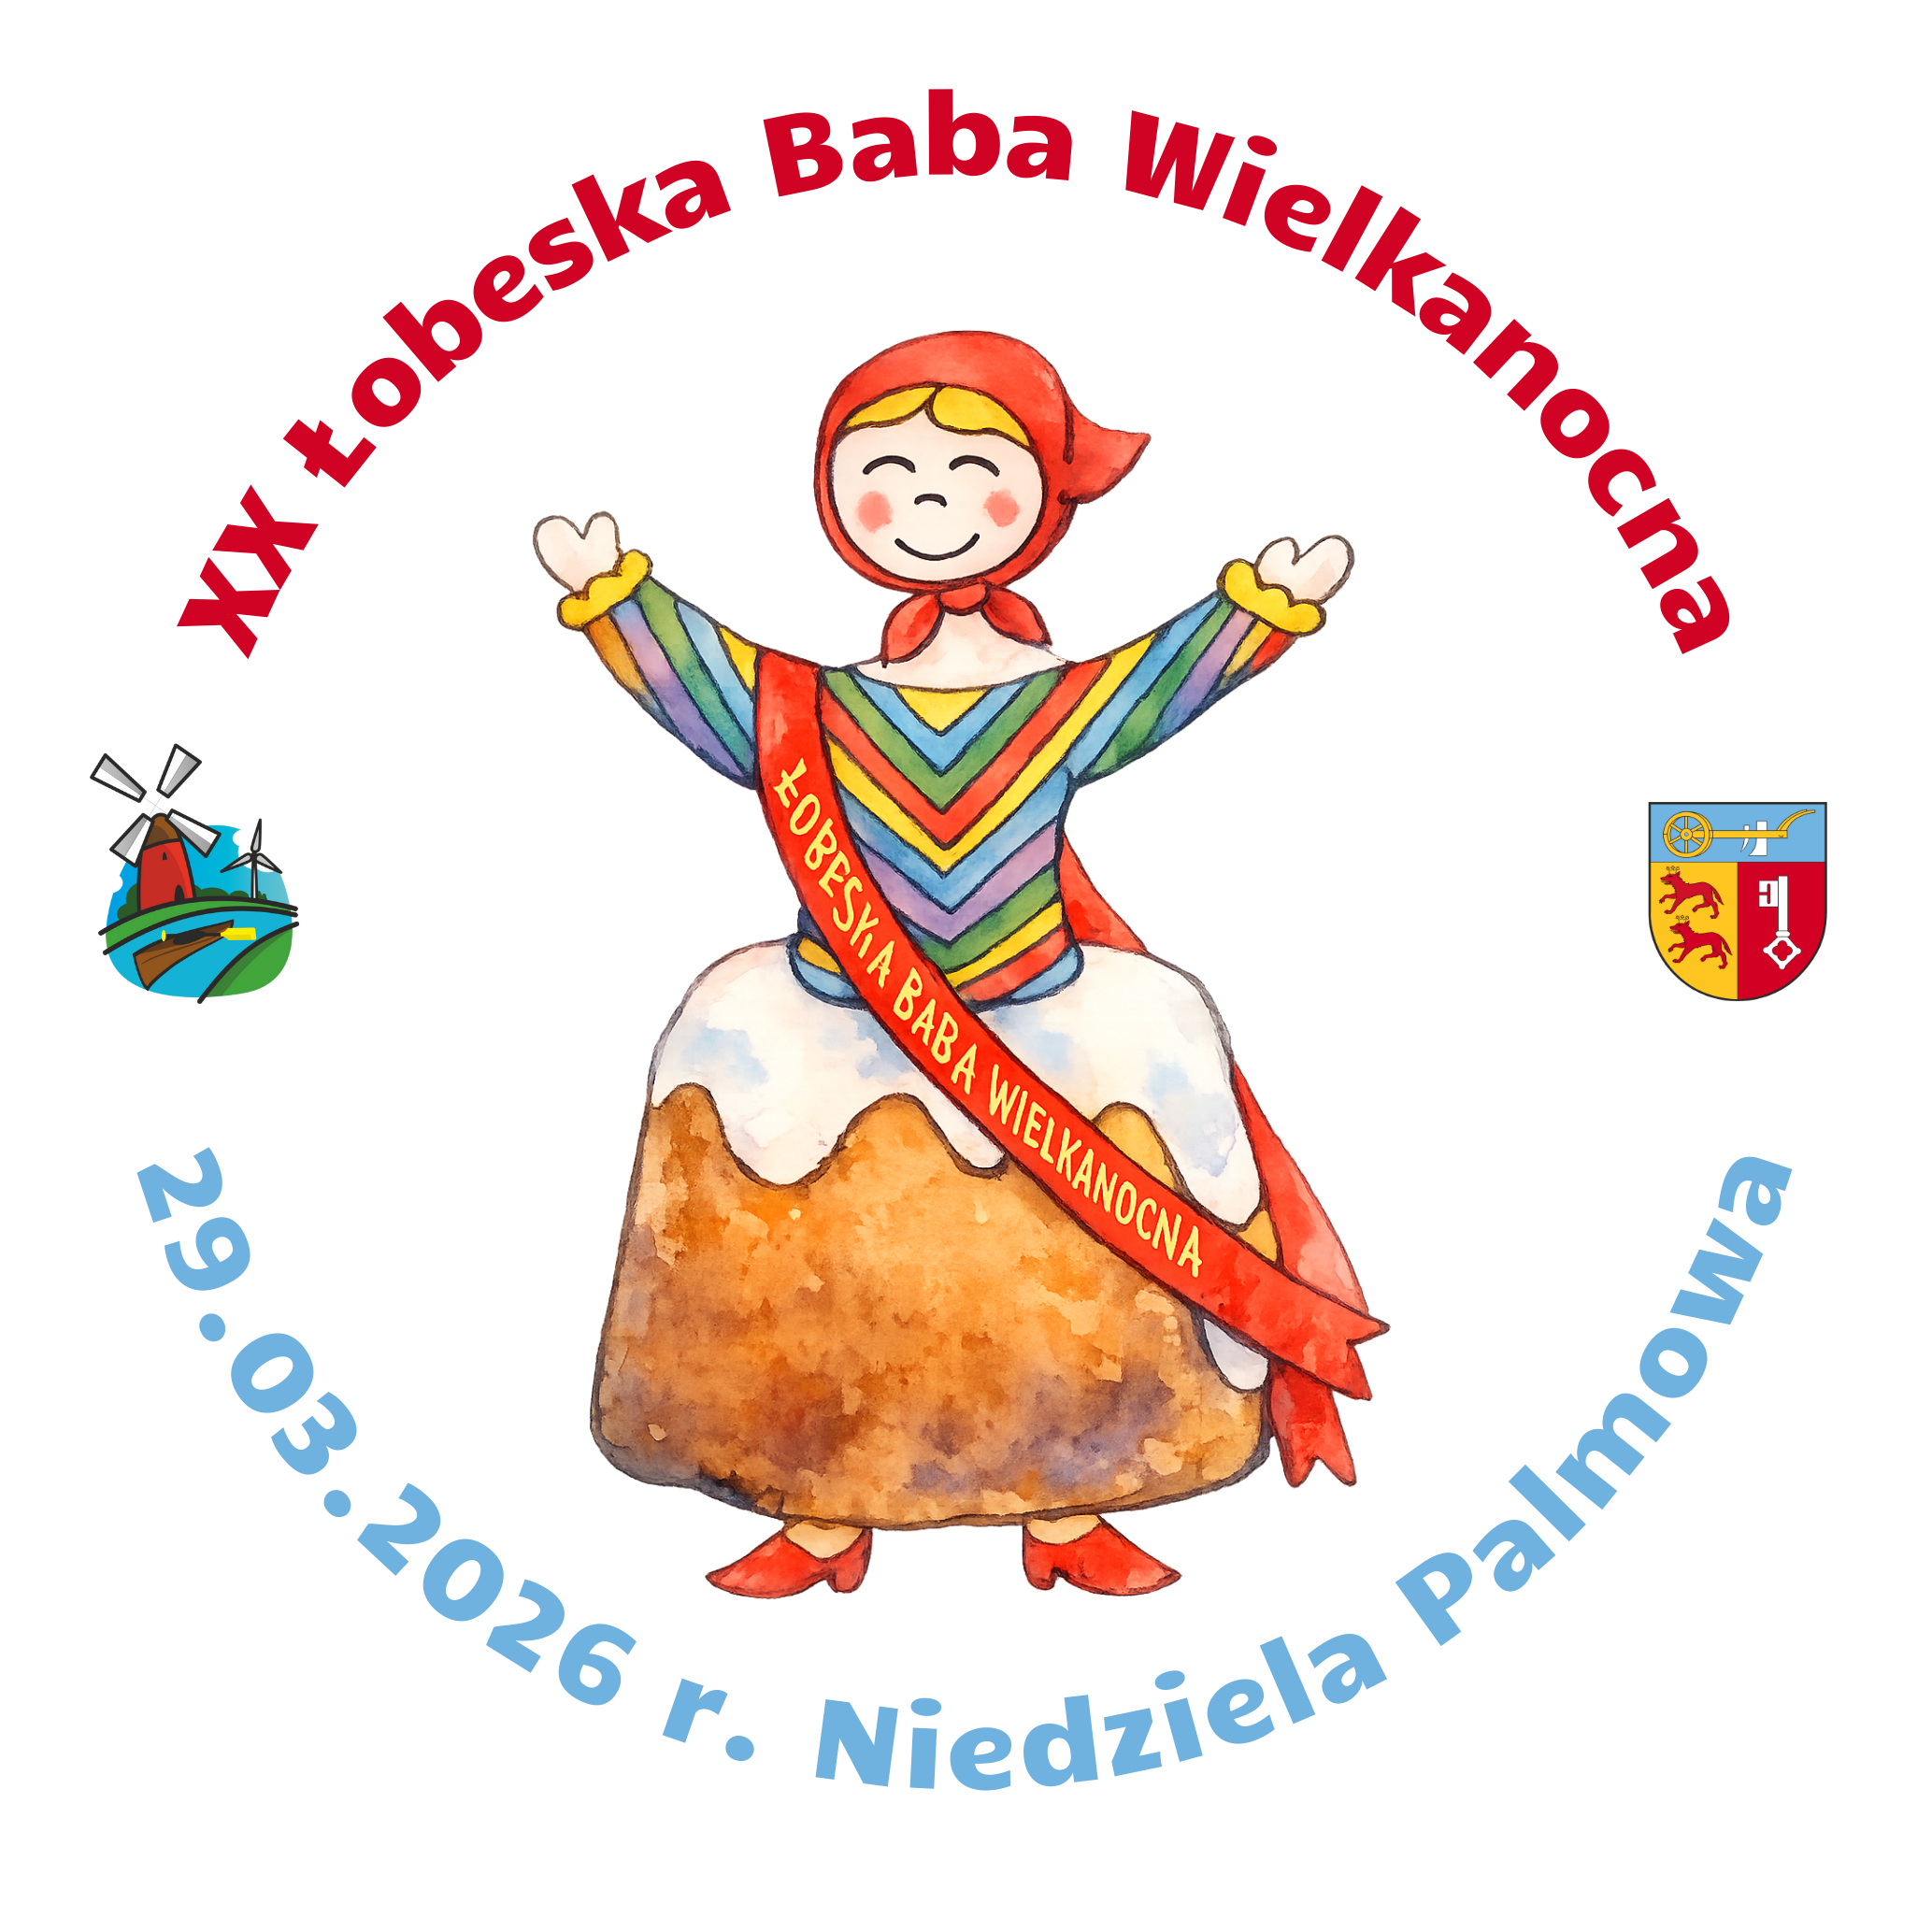 XX Łobeska Baba Wielkanocna
ŁOBESKA BABA WIELKANOCNA
29.03.2026 r. Niedziela Palmowa